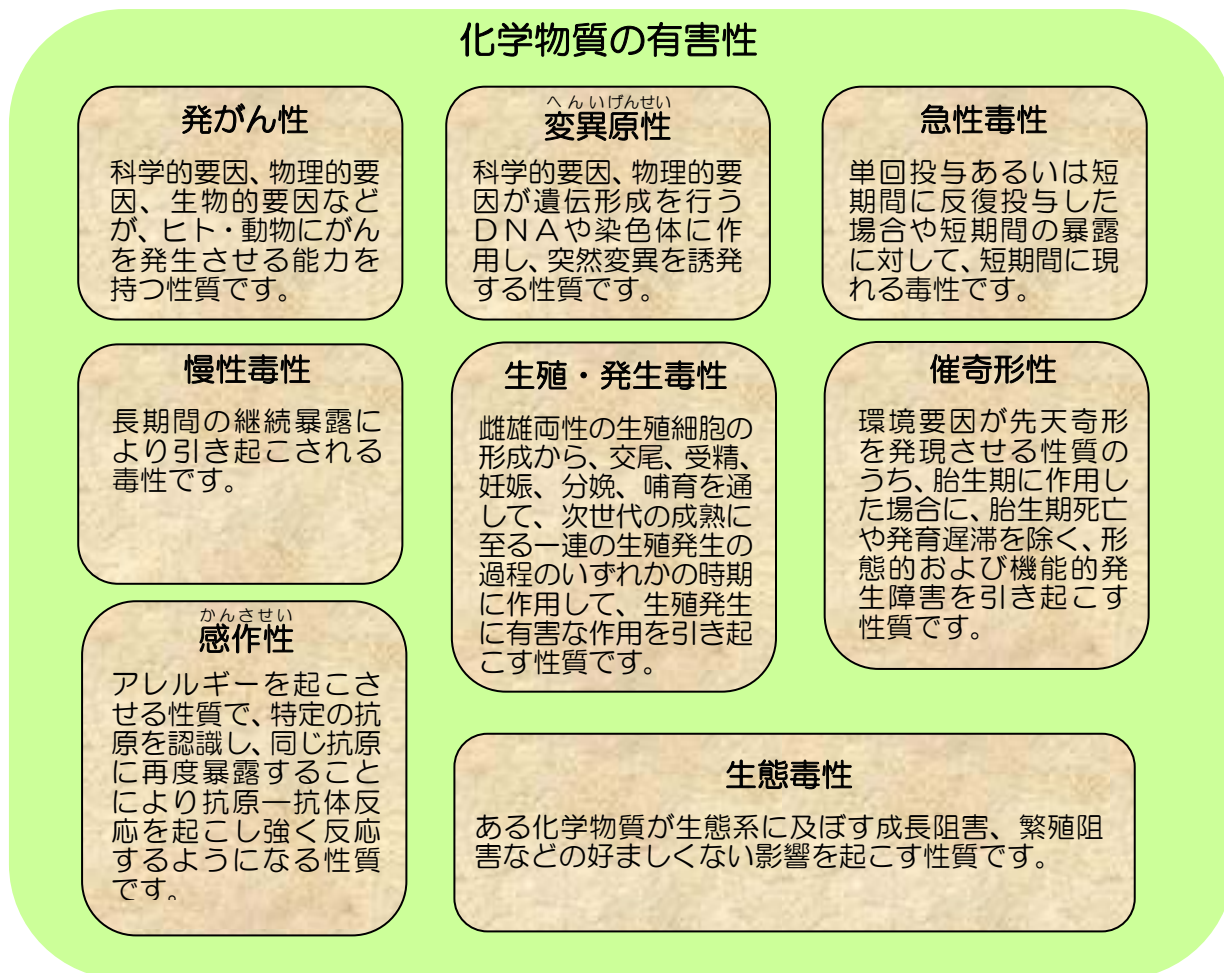 化学物質の有害性
発がん性
科学的要因、物理的要
因、生物的要因など
が、ヒト・動物にがん
を発生させる能力を
持つ性質です。
へんいげんせい
変異原性
科学的要因、物理的要
因が遺伝形成を行う
DNAや染色体に作
用し、突然変異を誘発
する性質です。
急性毒性
単回投与あるいは短
期間に反復投与した
場合や短期間の暴露
に対して、短期間に現
れる毒性です。
慢性毒性
長期間の継続暴露に
より引き起こされる
毒性です。
生殖・発生毒性
雌雄両性の生殖細胞の
形成から、交尾、受精、
妊娠、分娩、哺育を通
して、次世代の成熟に
至る一連の生殖発生の
過程のいずれかの時期
に作用して、生殖発生
に有害な作用を引き起
こす性質です。
催奇形性
環境要因が先天奇形
を発現させる性質の
うち、胎生期に作用し
た場合に、胎生期死亡
や発育遅滞を除く、形
態的および機能的発
生障害を引き起こす
性質です。
かんさせい
感作性
アレルギーを起こさ
せる性質で、特定の抗
原を認識し、同じ抗原
に再度暴露すること
により抗原―抗体反
応を起こし強く反応
するようになる性質
です。
生態毒性
ある化学物質が生態系に及ぼす成長阻害、繁殖阻
害などの好ましくない影響を起こす性質です。